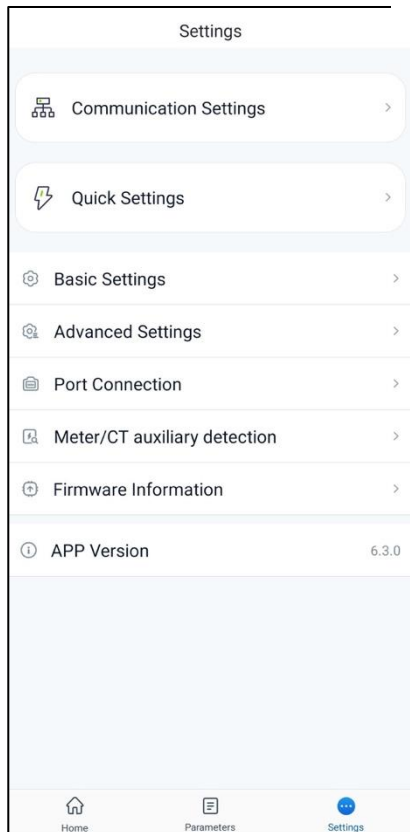 Settings
Communication Settings
Quick Settings
Basic Settings
Advanced Settings
Port Connection
Meter/CT auxiliary detection
Firmware Information
APP Version 6.3.0
Home Parameters Settings